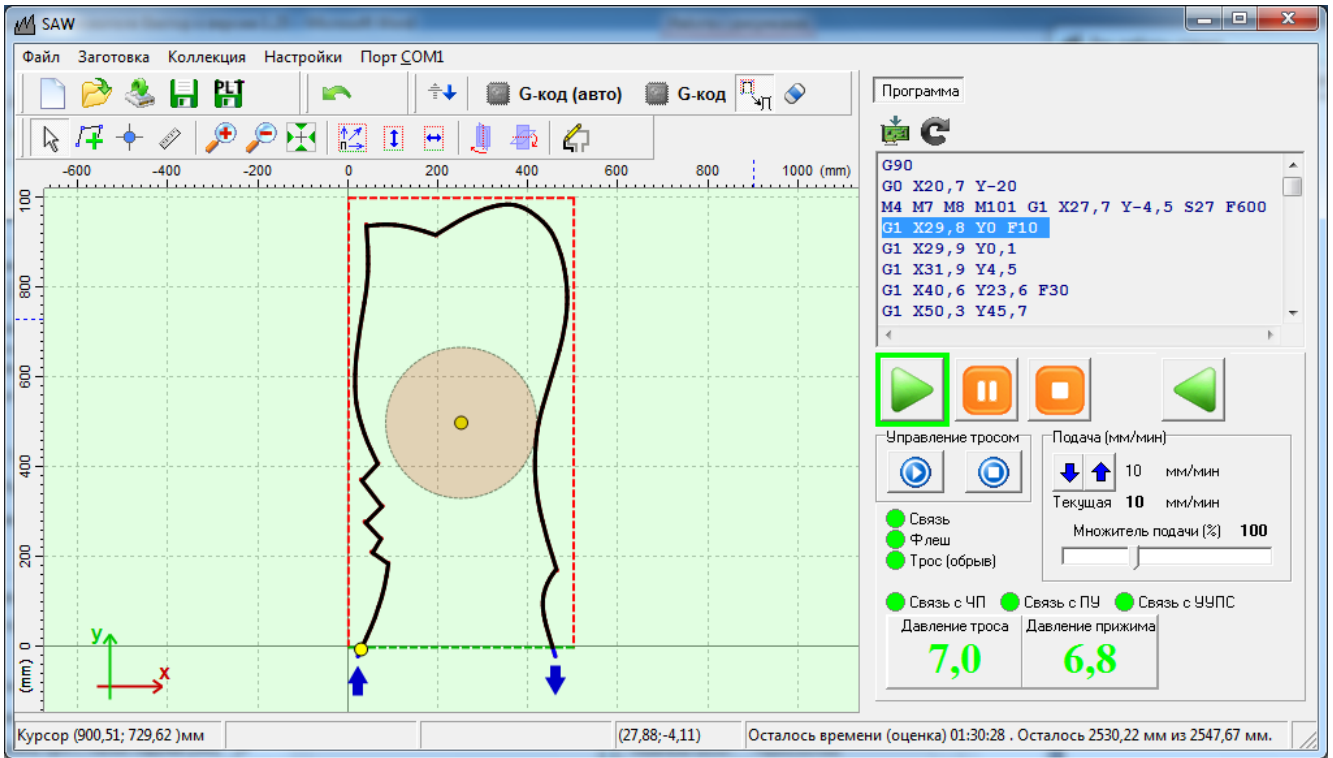 SAW
Файл Заготовка Коллекция Настройки Порт COM1
PLT G-код (авто) G-код П П
П
-600 -400 -200 0 200 400 600 800 1000 (mm)
100
800
600
400
200
0
(mm)
y
x
Программа
G90
G0 X20,7 Y-20
M4 M7 M8 M101 G1 X27,7 Y-4,5 S27 F600
G1 X29,8 Y0 F10
G1 X29,9 Y0,1
G1 X31,9 Y4,5
G1 X40,6 Y23,6 F30
G1 X50,3 Y45,7
Управление тросом
Подача (мм/мин)
10 мм/мин
Текущая 10 мм/мин
Множитель подачи (%) 100
Связь
Флеш
Трос (обрыв)
Связь с ЧП Связь с ПУ Связь с УУПС
Давление троса Давление прижима
7,0 6,8
Курсор (900,51; 729,62 )мм (27,88;-4,11) Осталось времени (оценка) 01:30:28 . Осталось 2530,22 мм из 2547,67 мм.